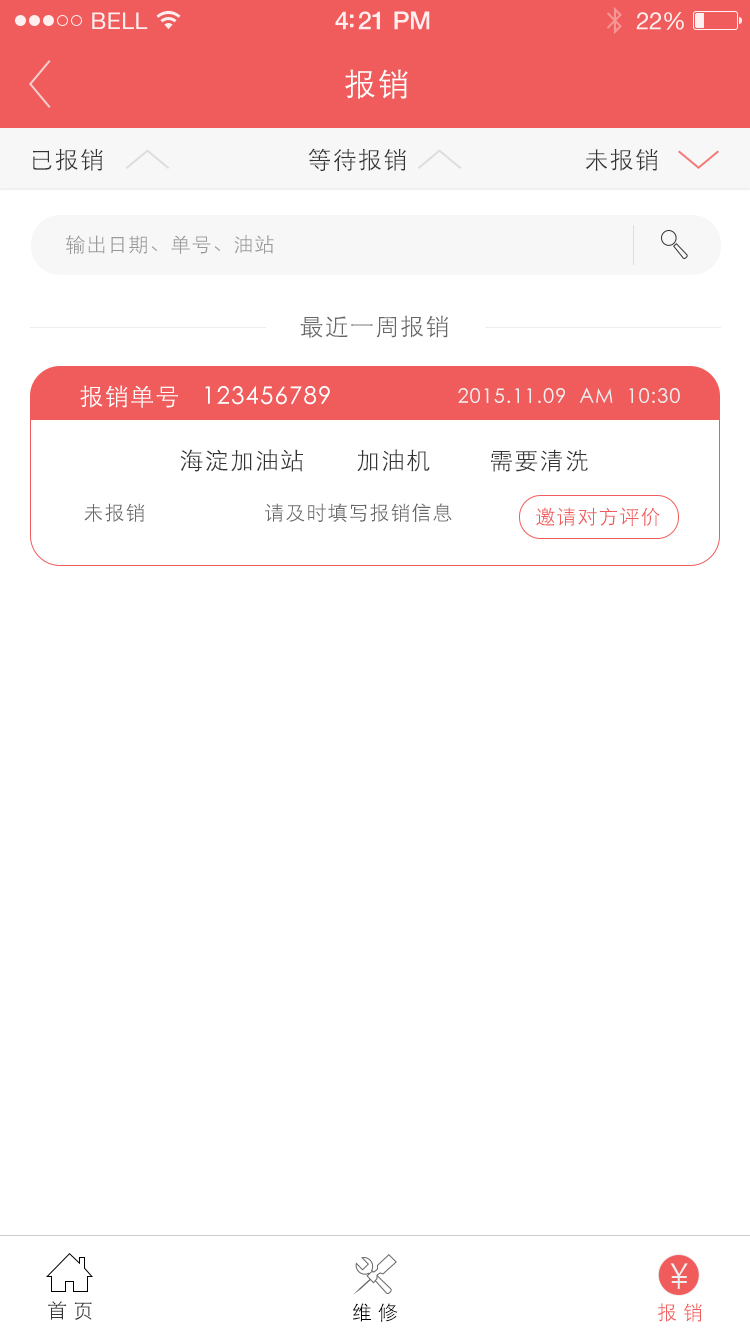 BELL 4:21 PM 22%
报销
已报销 等待报销 未报销
输出日期、单号、油站
最近一周报销
报销单号 123456789 2015.11.09 AM 10:30
海淀加油站 加油机 需要清洗
未报销 请及时填写报销信息 邀请对方评价
首页 维修 报销